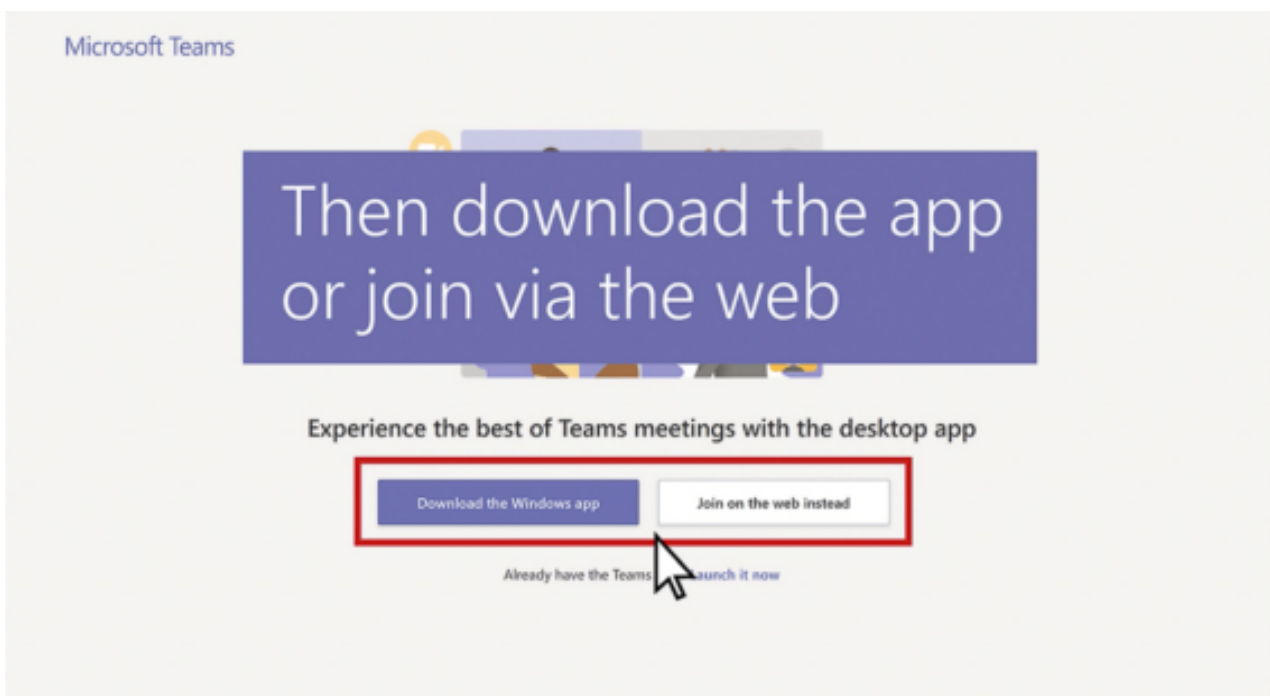 Microsoft Teams
Then download the app
or join via the web
Experience the best of Teams meetings with the desktop app
Download the Windows app
Join on the web instead
Already have the Teams
launch it now